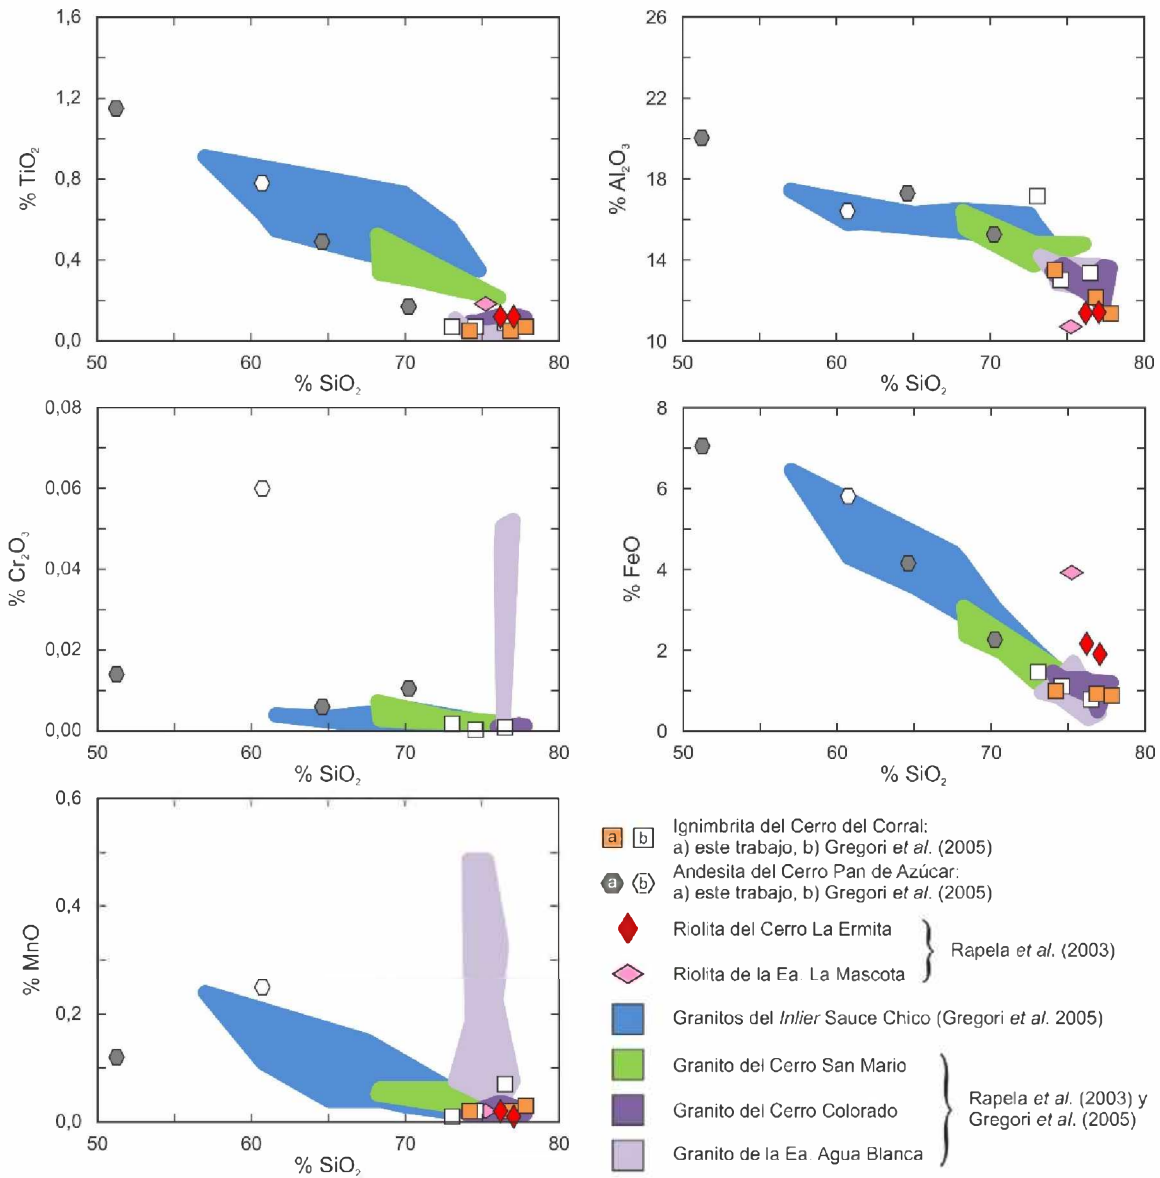 1,6
1,2
0,8
0,4
0,0
% TiO2
50
60
70
80
% SiO2
26
22
18
14
10
% Al2O3
50
60
70
80
% SiO2
0,08
0,06
0,04
0,02
0,00
% Cr2O3
50
60
70
80
% SiO2
8
6
4
2
0
% FeO
50
60
70
80
% SiO2
0,6
0,4
0,2
0,0
% MnO
50
60
70
80
% SiO2
a b Ignimbrita del Cerro del Corral:
a) este trabajo, b) Gregori et al. (2005)
a b Andesita del Cerro Pan de Azúcar:
a) este trabajo, b) Gregori et al. (2005)
Riolita del Cerro La Ermita
Riolita de la Ea. La Mascota
Rapela et al. (2003)
Granitos del Inlier Sauce Chico (Gregori et al. 2005)
Granito del Cerro San Mario
Granito del Cerro Colorado
Granito de la Ea. Agua Blanca
Rapela et al. (2003) y
Gregori et al. (2005)